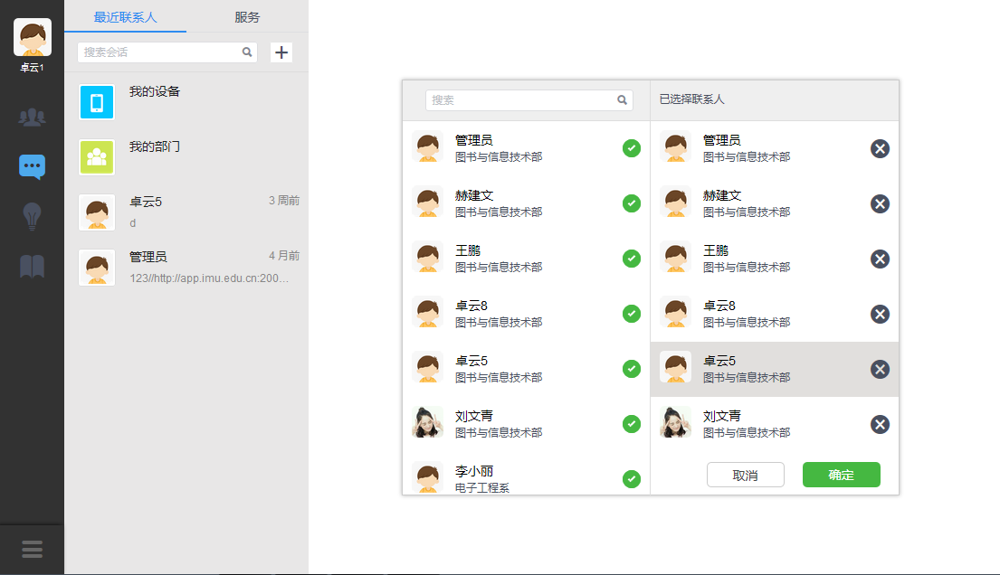 卓云1
最近联系人
服务
搜索会话
我的设备
我的部门
卓云5
3 周前
d
管理员
4 月前
123//http://app.imu.edu.cn:200...
搜索
管理员
图书与信息技术部
赫建文
图书与信息技术部
王鹏
图书与信息技术部
卓云8
图书与信息技术部
卓云5
图书与信息技术部
刘文青
图书与信息技术部
李小丽
电子工程系
已选择联系人
管理员
图书与信息技术部
赫建文
图书与信息技术部
王鹏
图书与信息技术部
卓云8
图书与信息技术部
卓云5
图书与信息技术部
刘文青
图书与信息技术部
取消
确定